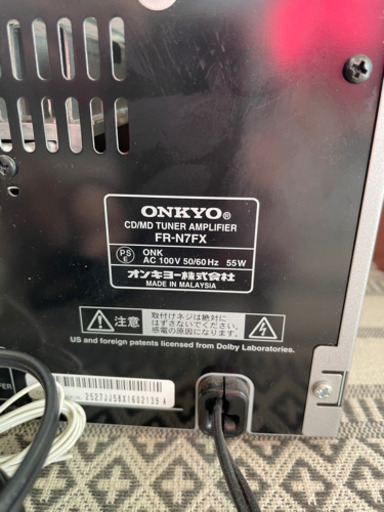 ONKYO®
CD/MD TUNER AMPLIFIER
FR-N7FX
PS
ONK
AC 100V 50/60Hz 55W
オンキヨー株式会社
MADE IN MALAYSIA
注意
取付けネジは絶対に
はずさないでください。
感電の原因になります。
US and foreign patents licensed from Dolby Laboratories.
2527JJ58X1602139 A